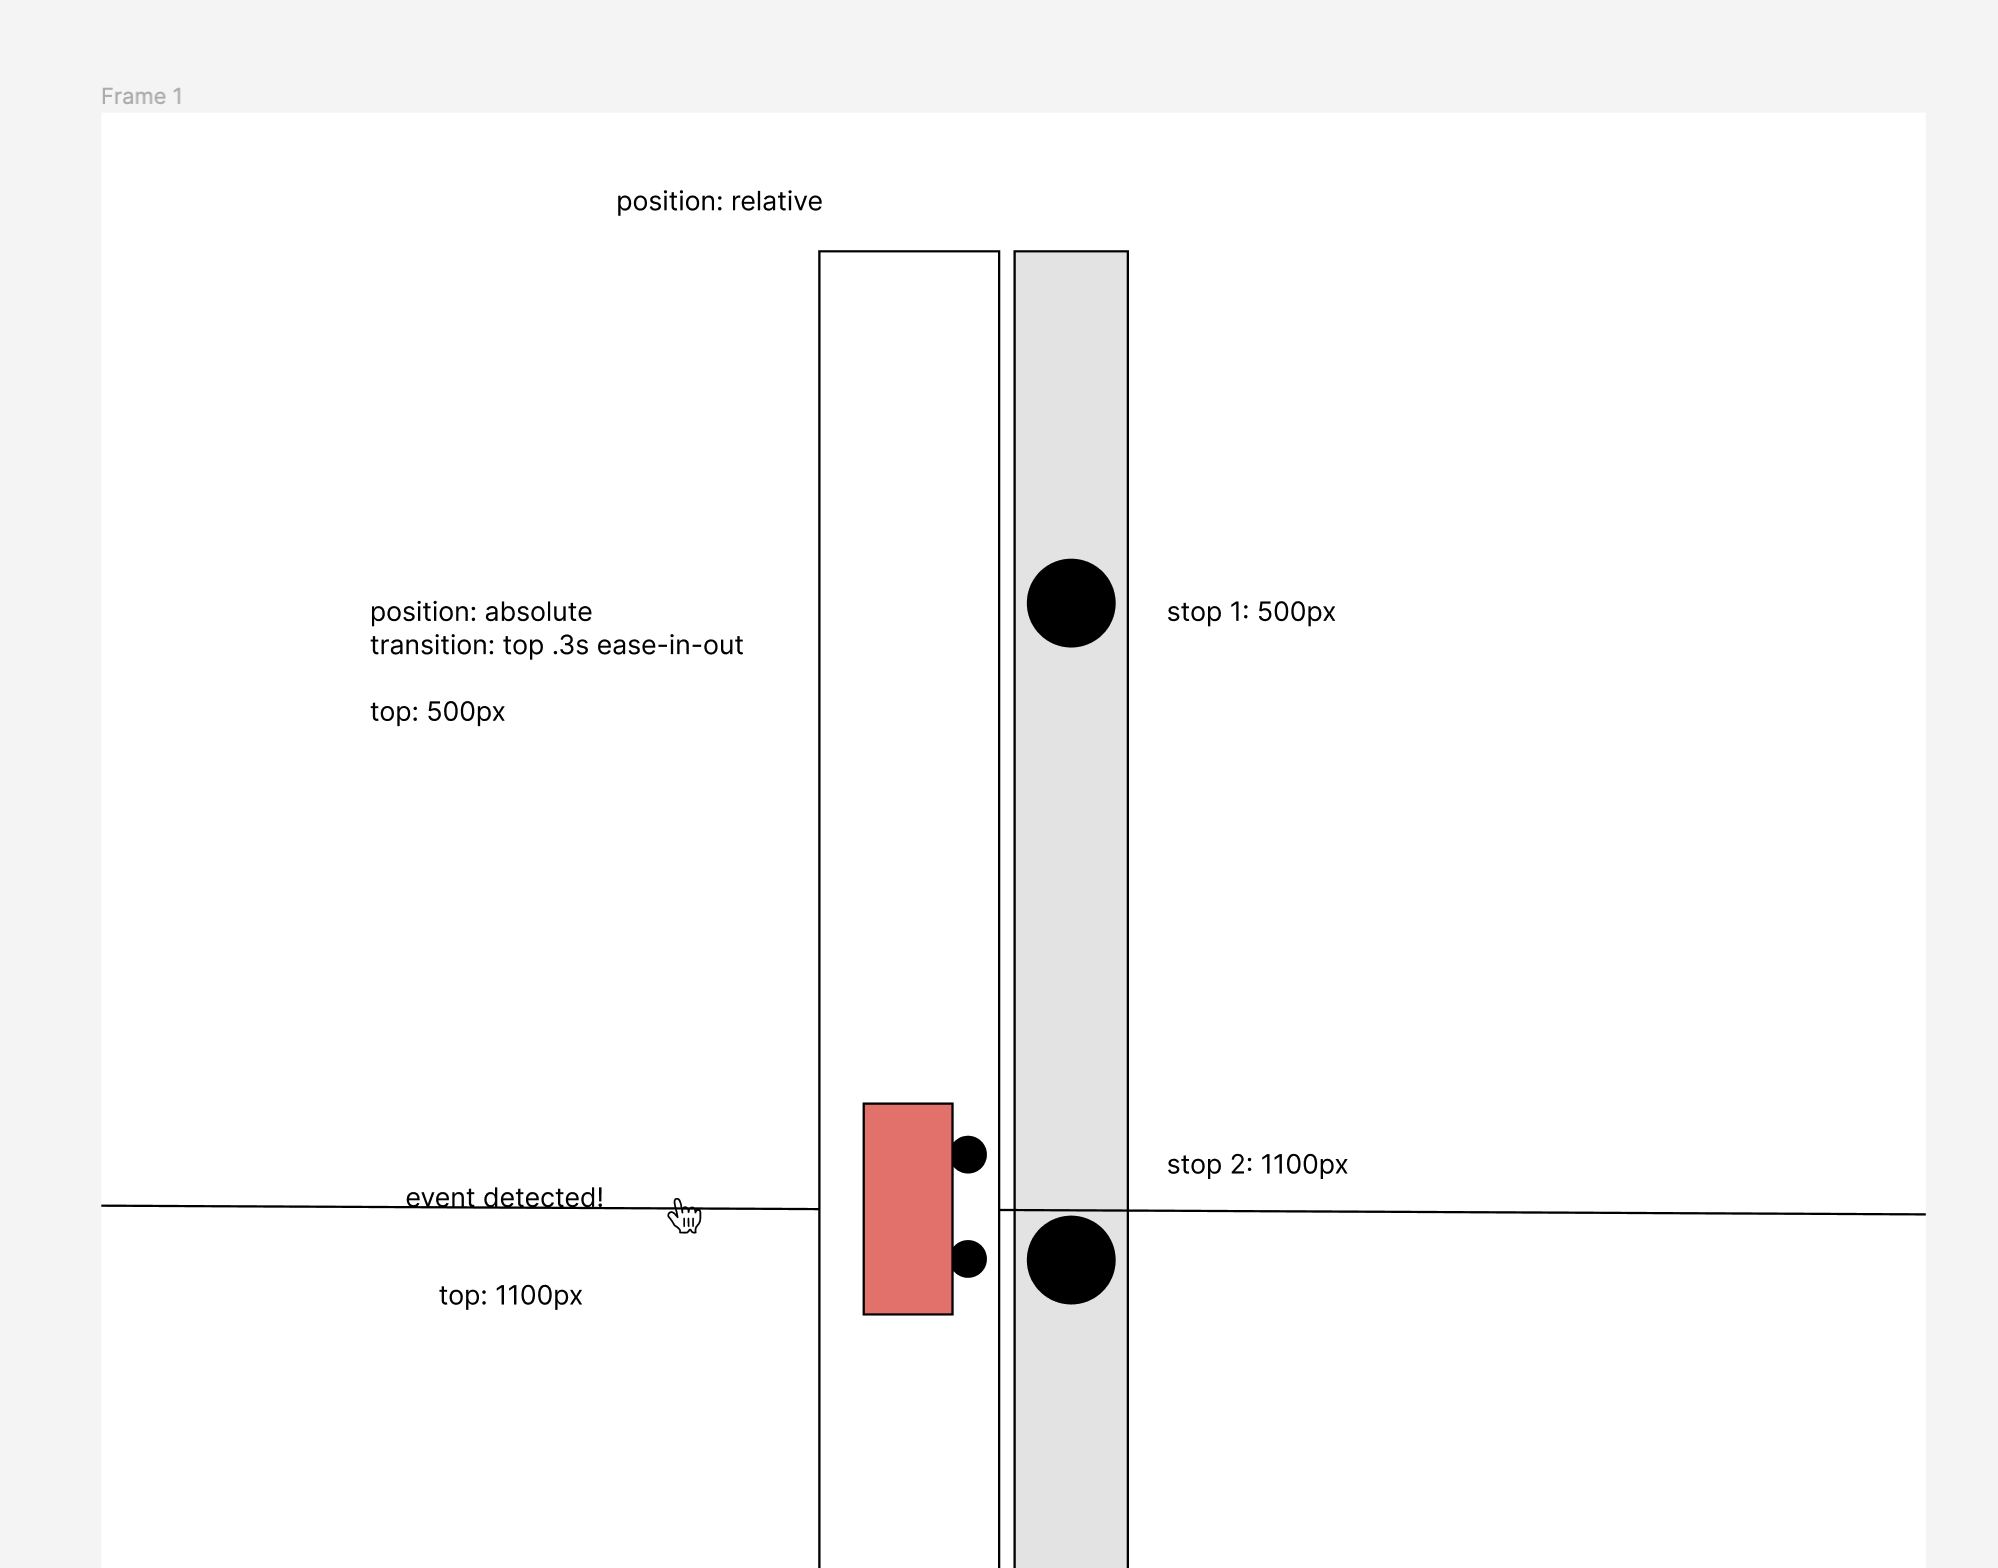 Frame 1
position: relative
position: absolute
transition: top .3s ease-in-out
top: 500px
stop 1: 500px
stop 2: 1100px
event detected!
top: 1100px